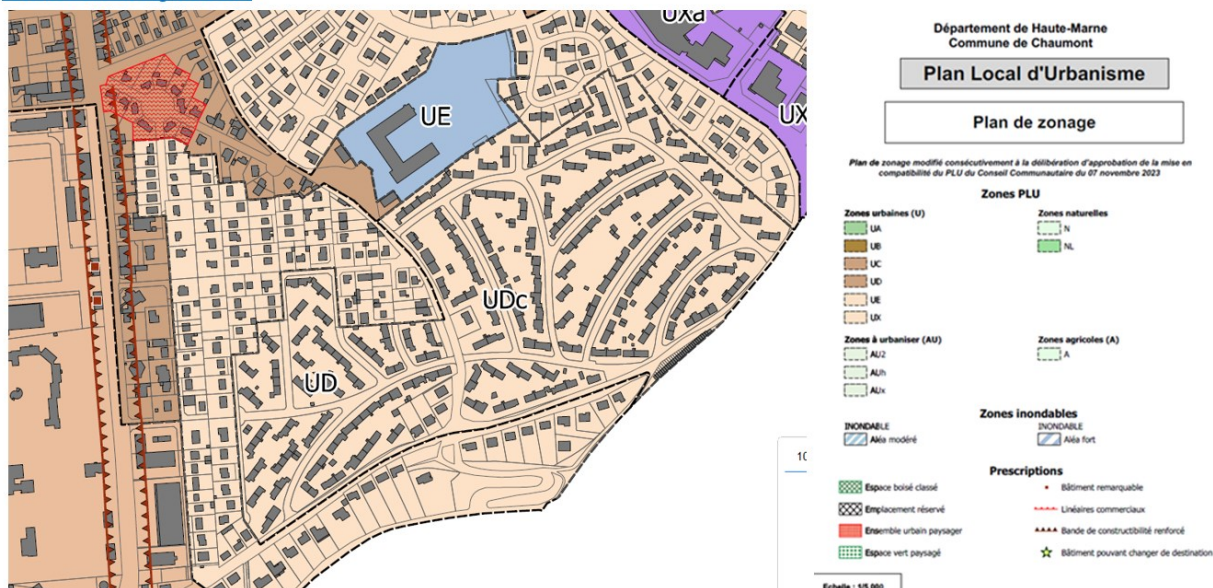 UXa
UE
UX
UDc
UD
10
Département de Haute-Marne
Commune de Chaumont
Plan Local d'Urbanisme
Plan de zonage
Plan de zonage modifié consécutivement à la délibération d'approbation de la mise en
compatibilité du PLU du Conseil Communautaire du 07 novembre 2023
Zones PLU
Zones urbaines (U)
UA
UB
UC
UD
UE
UX
Zones naturelles
N
NL
Zones à urbaniser (AU)
AU2
AUh
AUx
Zones agricoles (A)
A
Zones inondables
INONDABLE
Aléa modéré
INONDABLE
Aléa fort
Prescriptions
Espace boisé classé
Emplacement réservé
Ensemble urbain paysager
Espace vert paysagé
Bâtiment remarquable
Linéaires commerciaux
Bande de constructibilité renforcé
Bâtiment pouvant changer de destination
Echelle : 1/5 000